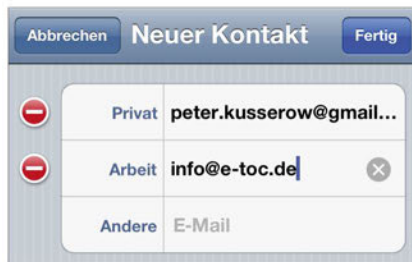 Abbrechen Neuer Kontakt Fertig
Privat peter.kusserow@gmail...
Arbeit info@e-toc.de
Andere E-Mail